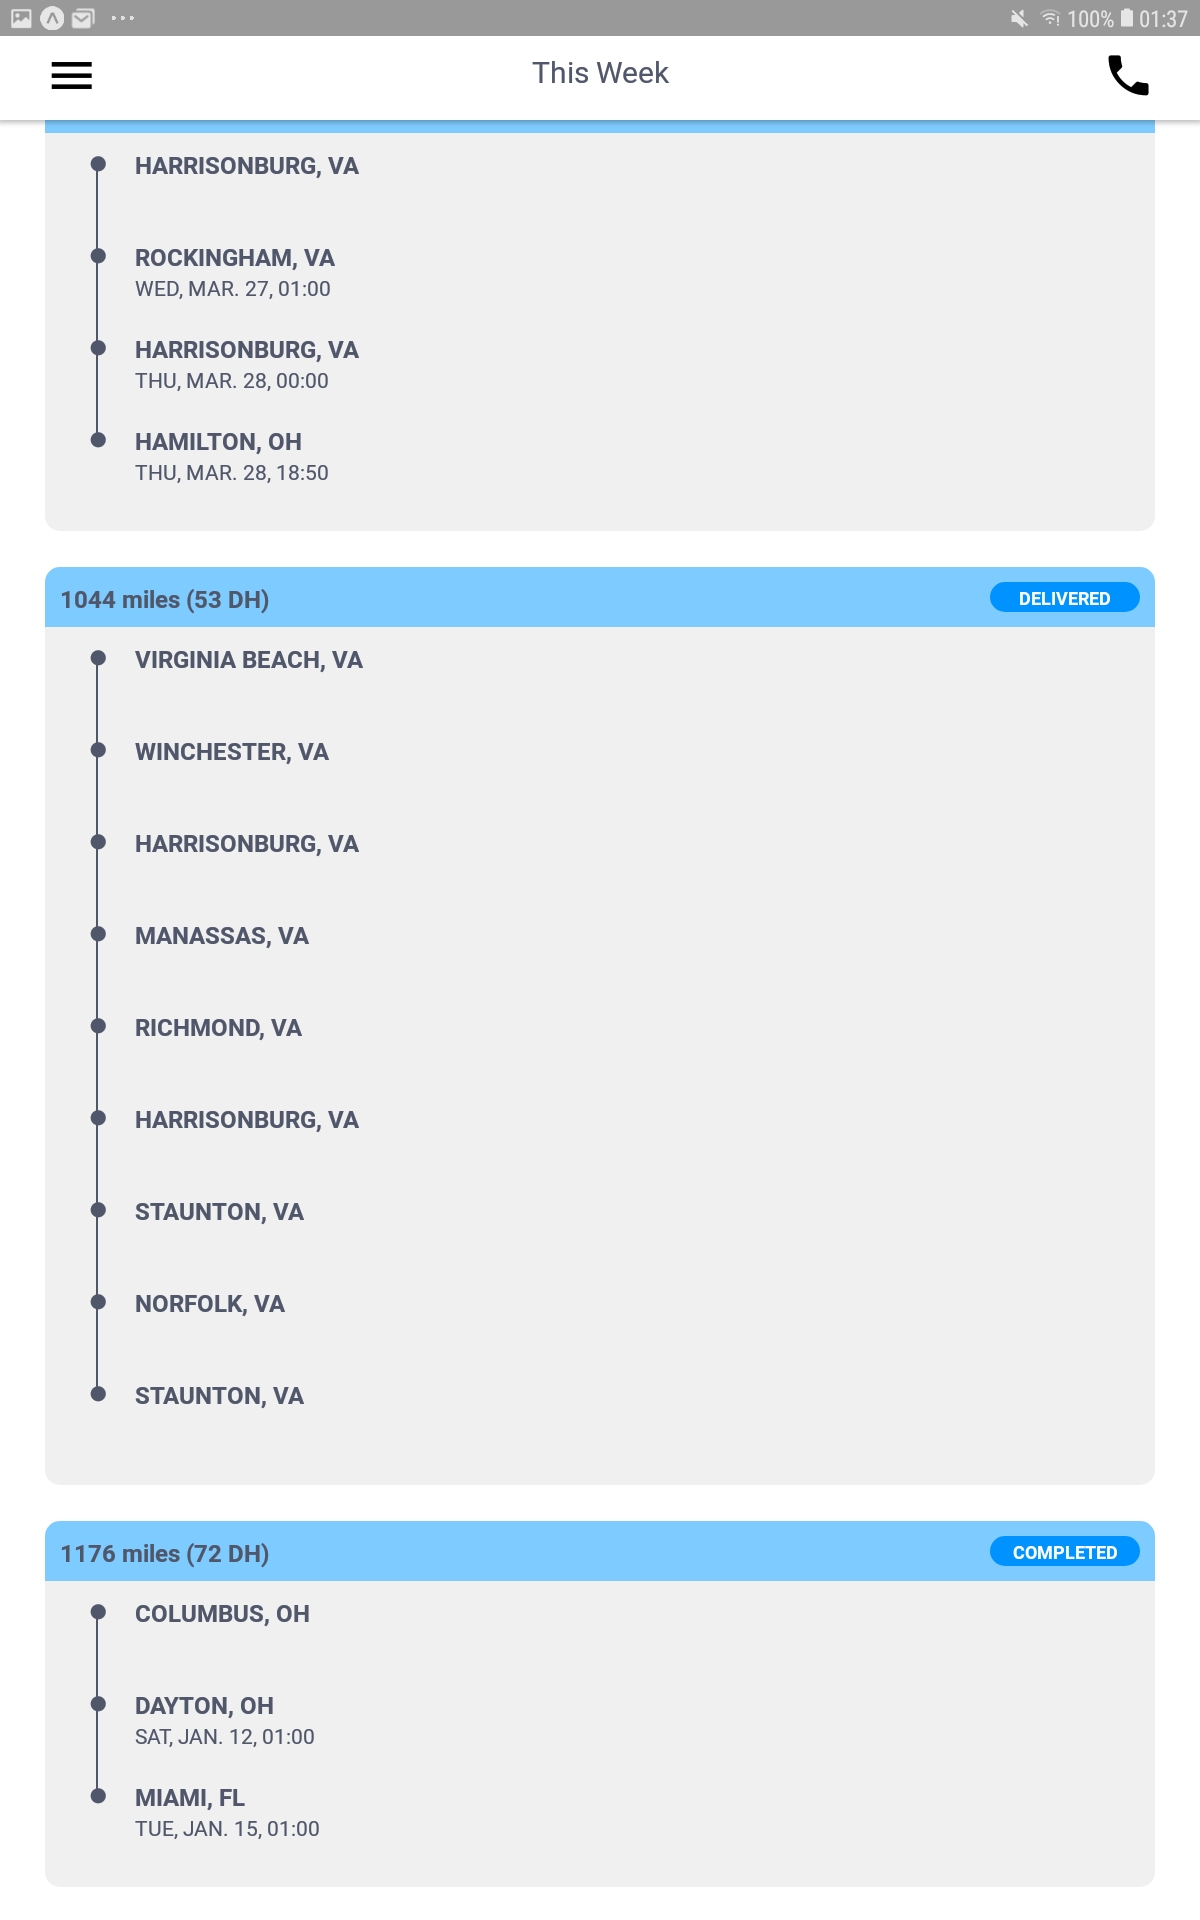 100% 01:37
This Week
HARRISONBURG, VA
ROCKINGHAM, VA
WED, MAR. 27, 01:00
HARRISONBURG, VA
THU, MAR. 28, 00:00
HAMILTON, OH
THU, MAR. 28, 18:50
1044 miles (53 DH) DELIVERED
VIRGINIA BEACH, VA
WINCHESTER, VA
HARRISONBURG, VA
MANASSAS, VA
RICHMOND, VA
HARRISONBURG, VA
STAUNTON, VA
NORFOLK, VA
STAUNTON, VA
1176 miles (72 DH) COMPLETED
COLUMBUS, OH
DAYTON, OH
SAT, JAN. 12, 01:00
MIAMI, FL
TUE, JAN. 15, 01:00